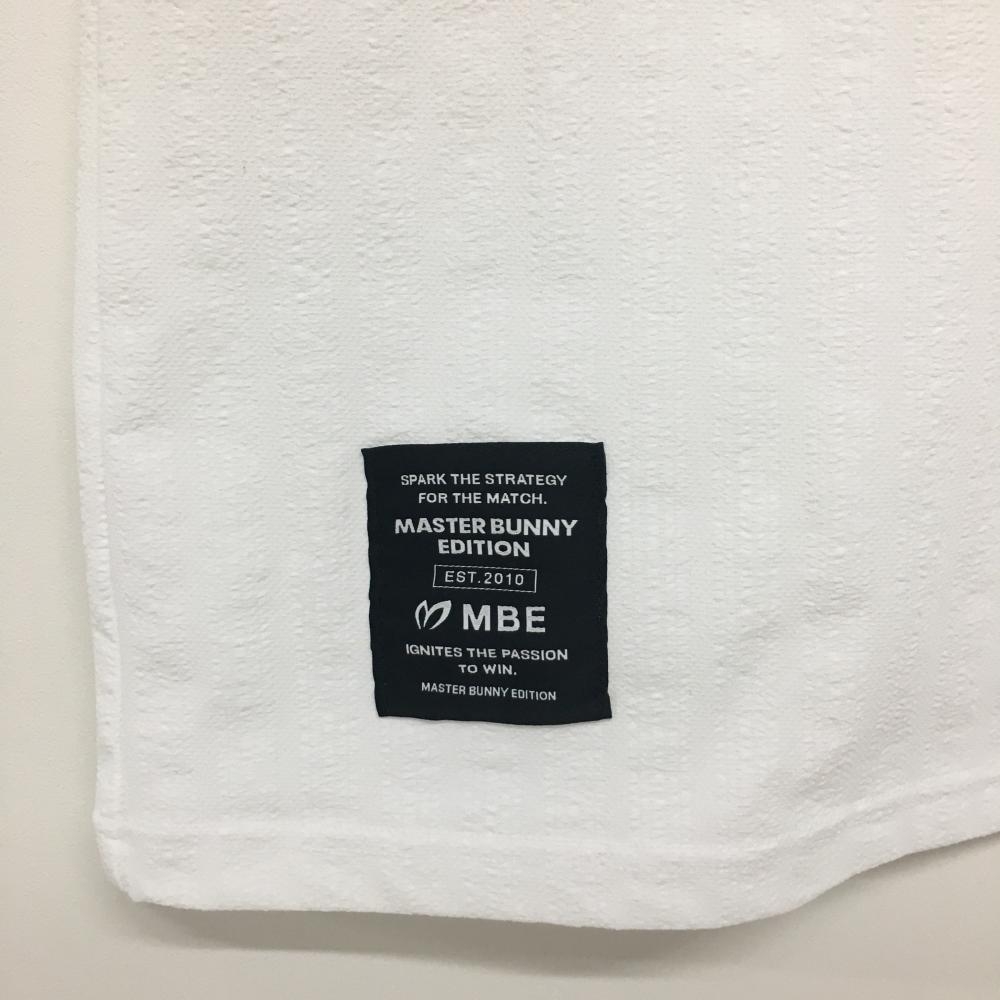 SPARK THE STRATEGY
FOR THE MATCH.
MASTER BUNNY
EDITION
EST.2010
MBE
IGNITES THE PASSION
TO WIN.
MASTER BUNNY EDITION